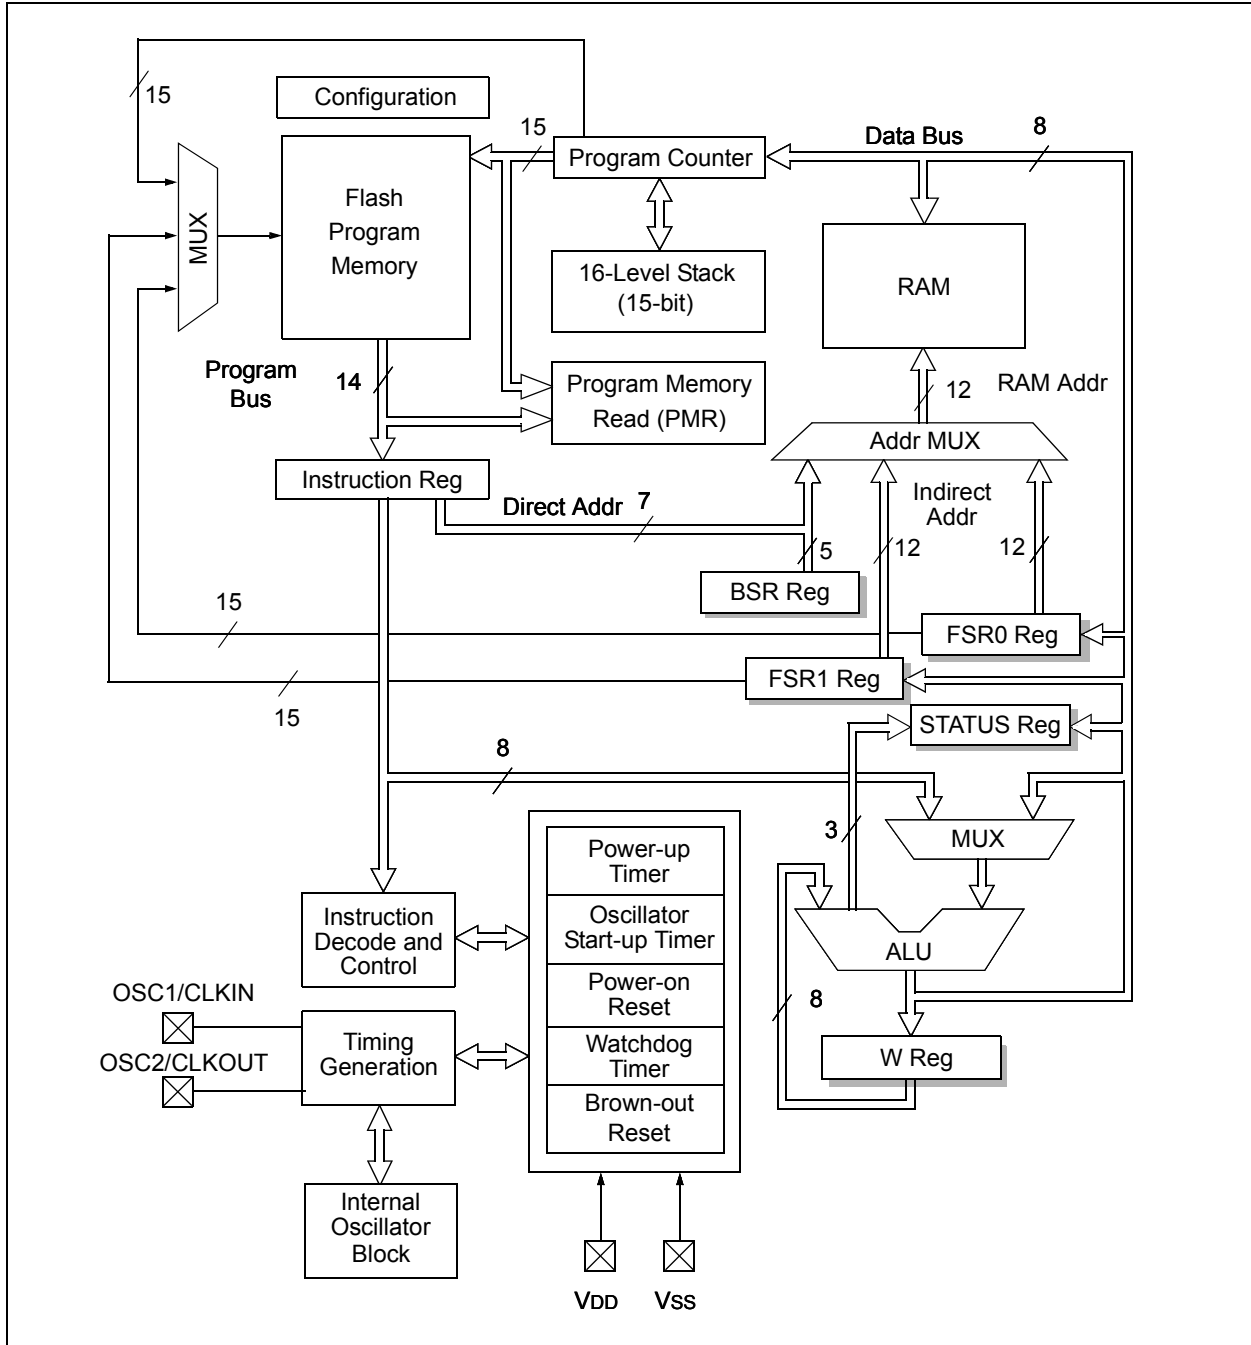 15
Configuration
15
Program Counter
Data Bus
8
Flash
Program
Memory
MUX
16-Level Stack
(15-bit)
RAM
Program
Bus
14
Program Memory
Read (PMR)
12
RAM Addr
Addr MUX
Instruction Reg
Direct Addr
7
Indirect
Addr
5
12
12
BSR Reg
15
FSR0 Reg
15
FSR1 Reg
STATUS Reg
8
3
MUX
Power-up
Timer
Oscillator
Start-up Timer
Power-on
Reset
Watchdog
Timer
Brown-out
Reset
Instruction
Decode and
Control
ALU
8
W Reg
OSC1/CLKIN
OSC2/CLKOUT
Timing
Generation
Internal
Oscillator
Block
VDD
VSS